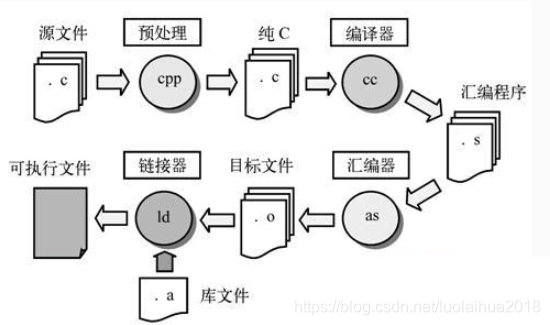 源文件
预处理
纯 C
编译器
. c
cpp
. c
cc
汇编程序
. s
可执行文件
链接器
目标文件
汇编器
ld
. o
as
. a
库文件
https://blog.csdn.net/luolaihua2018